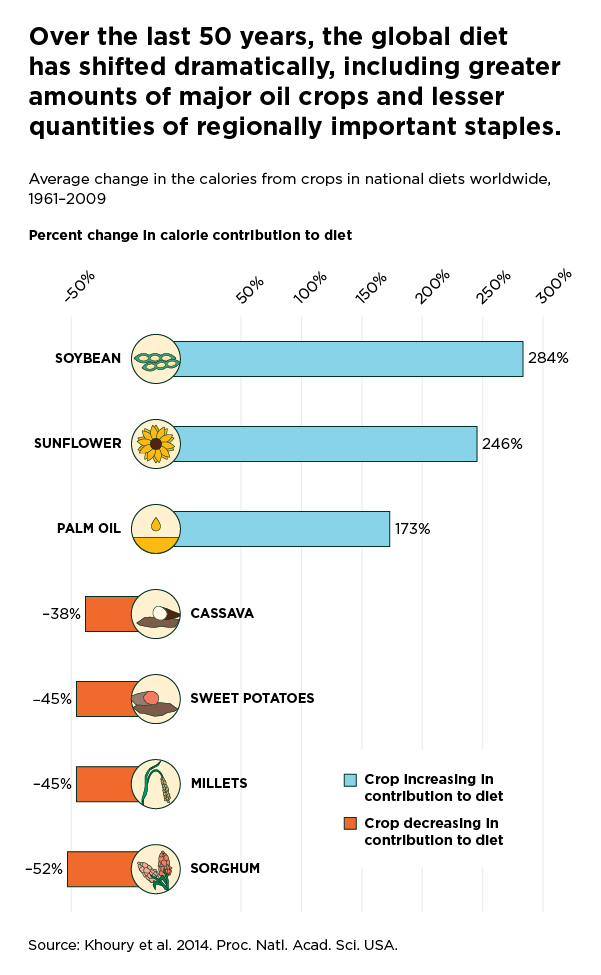 Over the last 50 years, the global diet
has shifted dramatically, including greater
amounts of major oil crops and lesser
quantities of regionally important staples.
Average change in the calories from crops in national diets worldwide,
1961–2009
Percent change in calorie contribution to diet
-50%
50%
100%
150%
200%
250%
300%
SOYBEAN
284%
SUNFLOWER
246%
PALM OIL
173%
–38%
CASSAVA
–45%
SWEET POTATOES
–45%
MILLETS
–52%
SORGHUM
Crop increasing in
contribution to diet
Crop decreasing in
contribution to diet
Source: Khoury et al. 2014. Proc. Natl. Acad. Sci. USA.